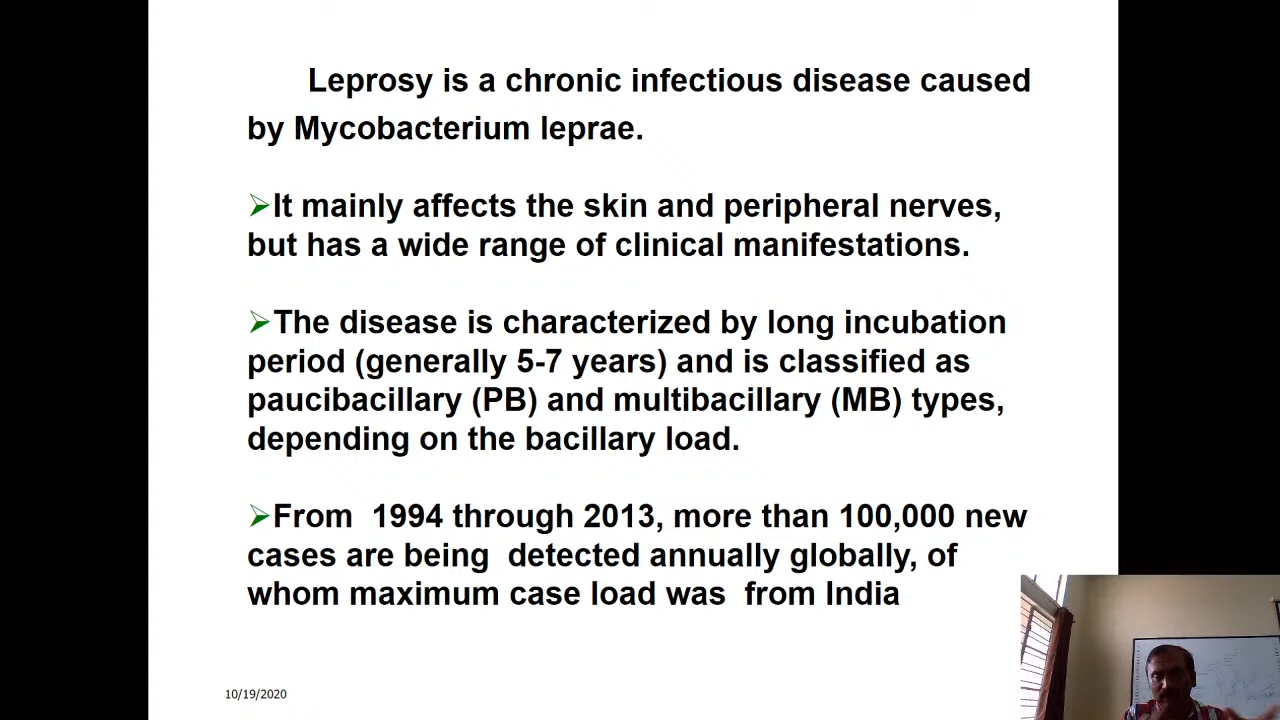 Leprosy is a chronic infectious disease caused
by Mycobacterium leprae.
➢It mainly affects the skin and peripheral nerves,
but has a wide range of clinical manifestations.
➢The disease is characterized by long incubation
period (generally 5-7 years) and is classified as
paucibacillary (PB) and multibacillary (MB) types,
depending on the bacillary load.
➢From  1994 through 2013, more than 100,000 new
cases are being  detected annually globally, of
whom maximum case load was  from India
10/19/2020